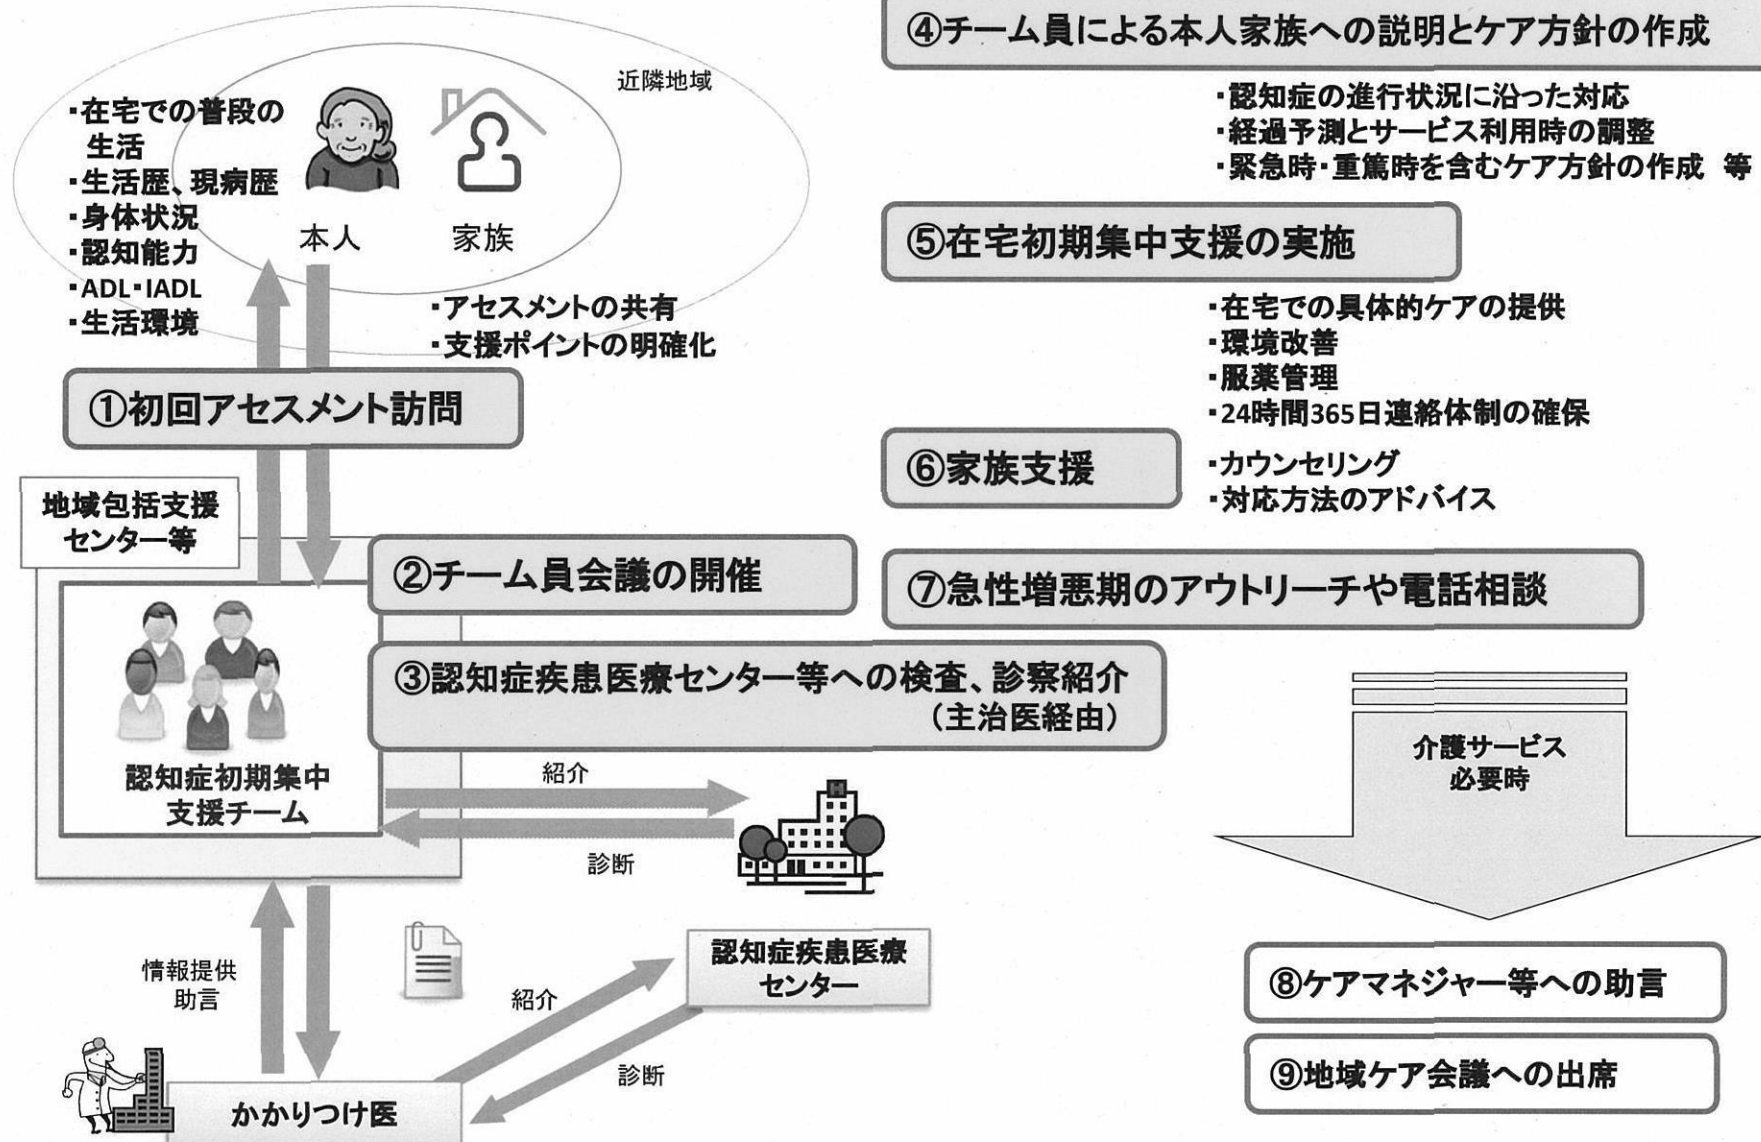 近隣地域
・在宅での普段の
生活
・生活歴、現病歴
・身体状況
・認知能力
・ADL・IADL
・生活環境
本人
家族
・アセスメントの共有
・支援ポイントの明確化
①初回アセスメント訪問
地域包括支援
センター等
②チーム員会議の開催
③認知症疾患医療センター等への検査、診察紹介
（主治医経由）
認知症初期集中
支援チーム
紹介
H
診断
情報提供
助言
紹介
認知症疾患医療
センター
診断
かかりつけ医
④チーム員による本人家族への説明とケア方針の作成
・認知症の進行状況に沿った対応
・経過予測とサービス利用時の調整
・緊急時・重篤時を含むケア方針の作成 等
⑤在宅初期集中支援の実施
・在宅での具体的ケアの提供
・環境改善
・服薬管理
・24時間365日連絡体制の確保
⑥家族支援
・カウンセリング
・対応方法のアドバイス
⑦急性増悪期のアウトリーチや電話相談
介護サービス
必要時
⑧ケアマネジャー等への助言
⑨地域ケア会議への出席